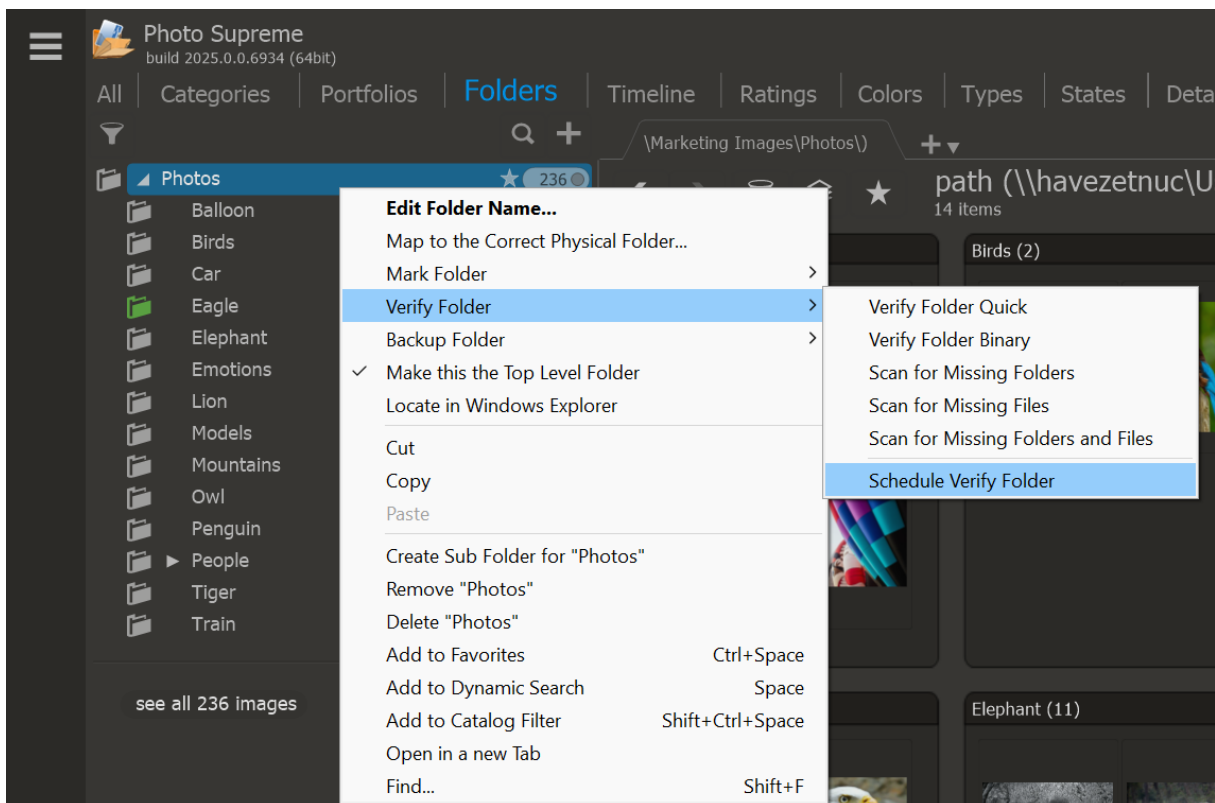 Photo Supreme
build 2025.0.0.6934 (64bit)
All Categories Portfolios Folders Timeline Ratings Colors Types States Deta
\Marketing Images\Photos\)
path (\\havezetnuc\U
14 items
Photos 236
Balloon
Birds
Car
Eagle
Elephant
Emotions
Lion
Models
Mountains
Owl
Penguin
People
Tiger
Train
see all 236 images
Edit Folder Name...
Map to the Correct Physical Folder...
Mark Folder
Verify Folder
Backup Folder
Make this the Top Level Folder
Locate in Windows Explorer
Cut
Copy
Paste
Create Sub Folder for "Photos"
Remove "Photos"
Delete "Photos"
Add to Favorites Ctrl+Space
Add to Dynamic Search Space
Add to Catalog Filter Shift+Ctrl+Space
Open in a new Tab
Find... Shift+F
Verify Folder Quick
Verify Folder Binary
Scan for Missing Folders
Scan for Missing Files
Scan for Missing Folders and Files
Schedule Verify Folder
Birds (2)
Elephant (11)